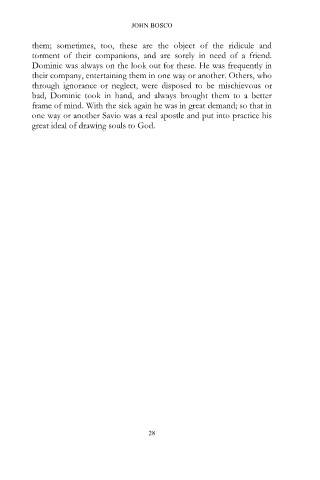 JOHN BOSCO
them; sometimes, too, these are the object of the ridicule and
torment of their companions, and are sorely in need of a friend.
Dominic was always on the look out for these. He was frequently in
their company, entertaining them in one way or another. Others, who
through ignorance or neglect, were disposed to be mischievous or
bad, Dominic took in hand, and always brought them to a better
frame of mind. With the sick again he was in great demand; so that in
one way or another Savio was a real apostle and put into practice his
great ideal of drawing souls to God.
28